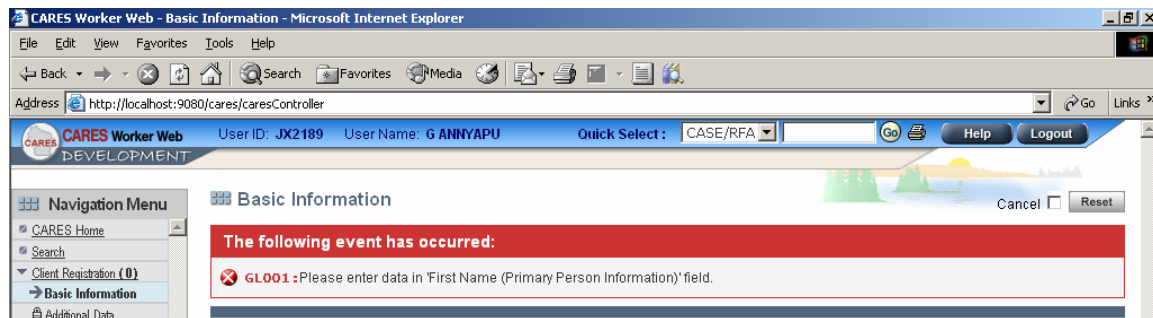 CARES Worker Web - Basic Information - Microsoft Internet Explorer
File Edit View Favorites Tools Help
Back Search Favorites Media
Address http://localhost:9080/cares/caresController Go Links »
CARES CARES Worker Web User ID: JX2189 User Name: G ANNYAPU Quick Select : CASE/RFA Go Help Logout
DEVELOPMENT
Navigation Menu Basic Information Cancel Reset
CARES Home
The following event has occurred:
Search
Client Registration ( 0 )
GL001 : Please enter data in 'First Name (Primary Person Information)' field.
Basic Information
Additional Data